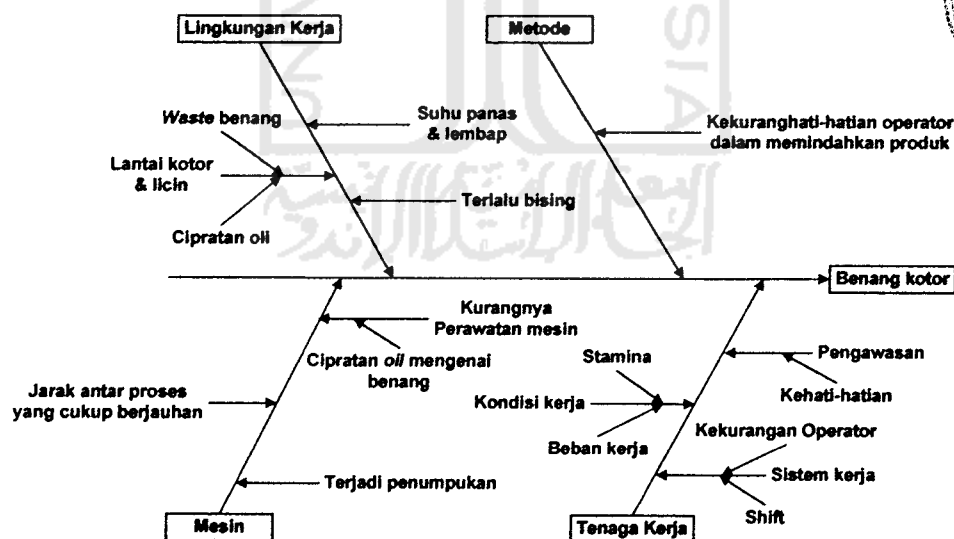 Lingkungan Kerja
Metode
Waste benang
Suhu panas
& lembap
Kekuranghati-hatian operator
dalam memindahkan produk
Lantai kotor
& licin
Terlalu bising
Cipratan oli
Benang kotor
Kurangnya
Perawatan mesin
Cipratan oil mengenai
benang
Stamina
Pengawasan
Jarak antar proses
yang cukup berjauhan
Kondisi kerja
Kehati-hatian
Beban kerja
Kekurangan Operator
Terjadi penumpukan
Sistem kerja
Shift
Mesin
Tenaga Kerja